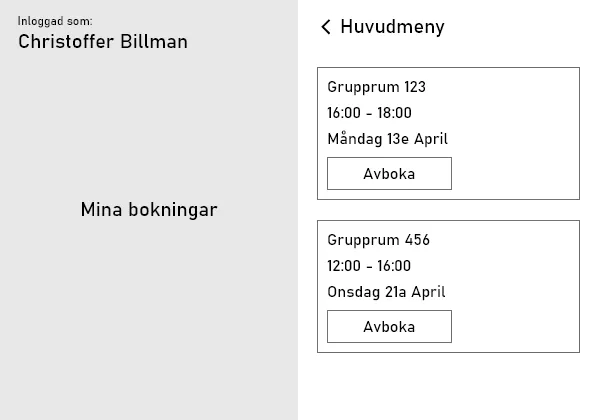 Inloggad som:
Christoffer Billman
Mina bokningar
Huvudmeny
Grupprum 123
16:00 - 18:00
Måndag 13e April
Avboka
Grupprum 456
12:00 - 16:00
Onsdag 21a April
Avboka